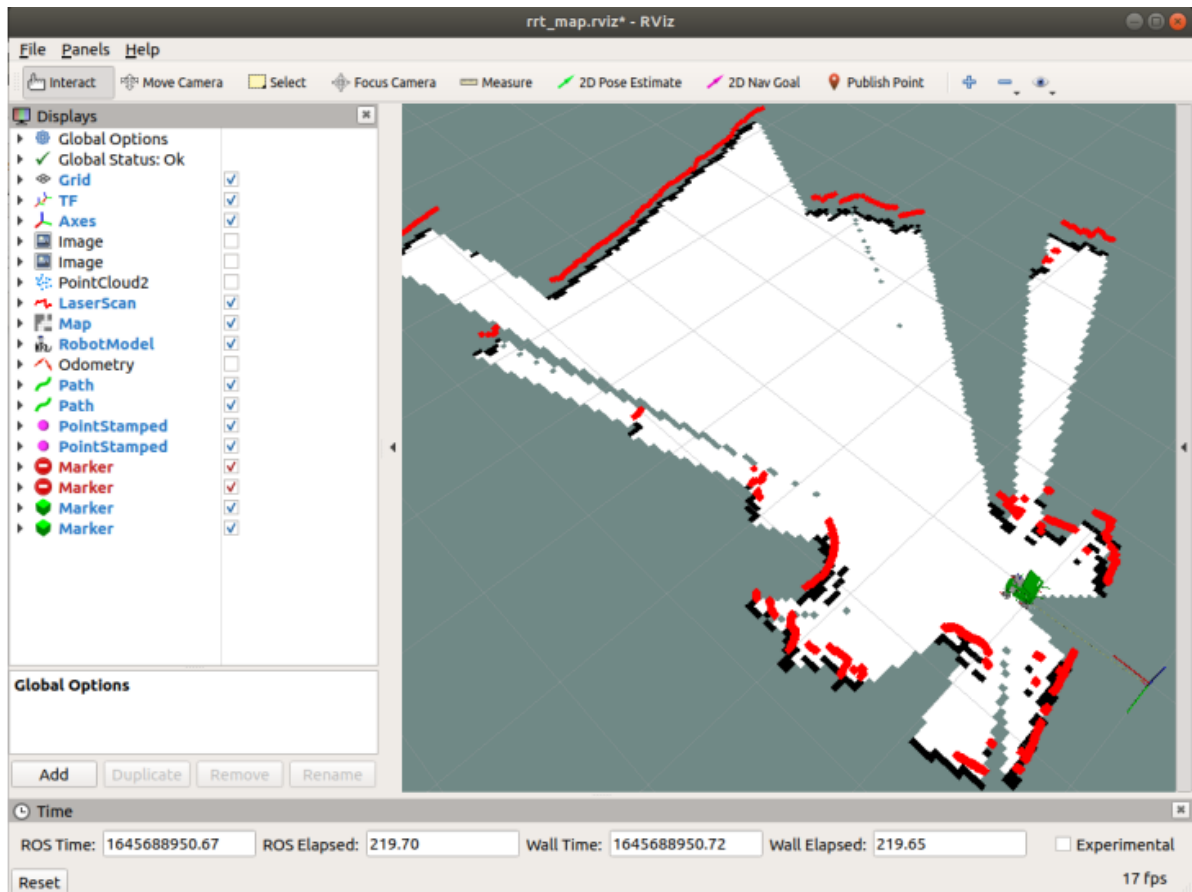 rrt_map.rviz* - RViz
File Panels Help
Interact Move Camera Select Focus Camera Measure 2D Pose Estimate 2D Nav Goal Publish Point
Displays
Global Options
Global Status: Ok
Grid
TF
Axes
Image
Image
PointCloud2
LaserScan
Map
RobotModel
Odometry
Path
Path
PointStamped
PointStamped
Marker
Marker
Marker
Marker
Global Options
Add Duplicate Remove Rename
Time
ROS Time: 1645688950.67 ROS Elapsed: 219.70 Wall Time: 1645688950.72 Wall Elapsed: 219.65 Experimental
Reset 17 fps